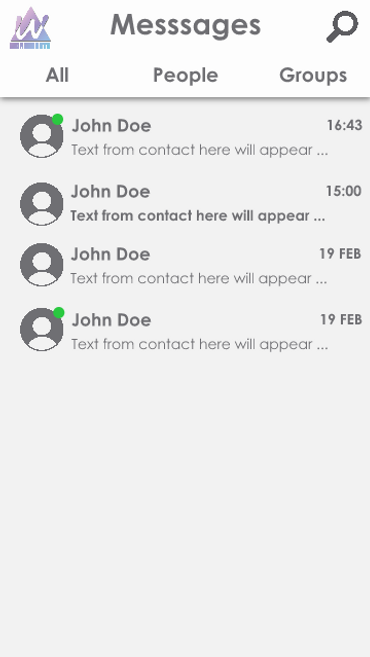 Messsages
All People Groups
John Doe 16:43
Text from contact here will appear ...
John Doe 15:00
Text from contact here will appear ...
John Doe 19 FEB
Text from contact here will appear ...
John Doe 19 FEB
Text from contact here will appear ...